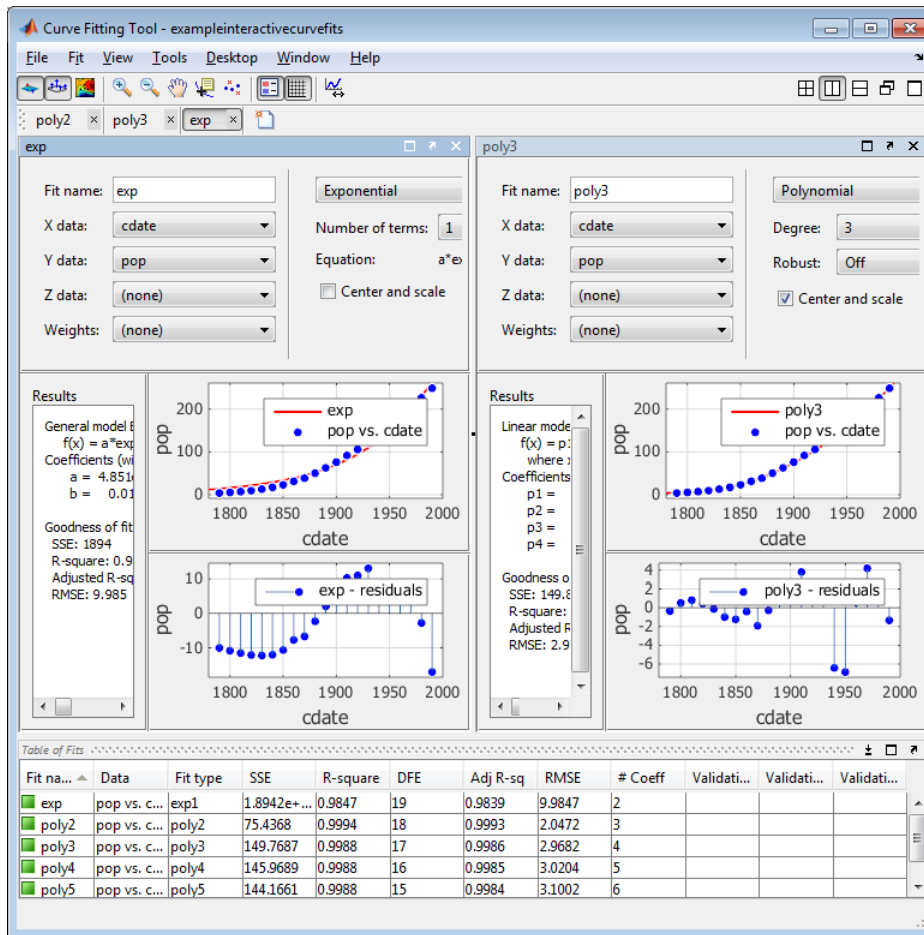 Curve Fitting Tool - exampleinteractivecurvefits
File Fit View Tools Desktop Window Help
poly2 poly3 exp
exp
Fit name: exp
X data: cdate
Y data: pop
Z data: (none)
Weights: (none)
Exponential
Number of terms: 1
Equation: a*ex
Center and scale
poly3
Fit name: poly3
X data: cdate
Y data: pop
Z data: (none)
Weights: (none)
Polynomial
Degree: 3
Robust: Off
Center and scale
Results
General model E
f(x) = a*exp
Coefficients (wi
a = 4.851e
b = 0.01
Goodness of fit
SSE: 1894
R-square: 0.9
Adjusted R-sq
RMSE: 9.985
exp
pop vs. cdate
200
100
0
pop
1800 1850 1900 1950 2000
cdate
exp - residuals
10
0
-10
pop
1800 1850 1900 1950 2000
cdate
Results
Linear mode
f(x) = p1
where x
Coefficients
p1 =
p2 =
p3 =
p4 =
Goodness o
SSE: 149.8
R-square:
Adjusted R
RMSE: 2.9
poly3
pop vs. cdate
200
100
0
pop
1800 1850 1900 1950 2000
cdate
poly3 - residuals
4
2
0
-2
-4
-6
pop
1800 1850 1900 1950 2000
cdate
Table of Fits
Fit na... Data Fit type SSE R-square DFE Adj R-sq RMSE # Coeff Validati... Validati... Validati...
exp pop vs. c... exp1 1.8942e+... 0.9847 19 0.9839 9.9847 2
poly2 pop vs. c... poly2 75.4368 0.9994 18 0.9993 2.0472 3
poly3 pop vs. c... poly3 149.7687 0.9988 17 0.9986 2.9682 4
poly4 pop vs. c... poly4 145.9689 0.9988 16 0.9985 3.0204 5
poly5 pop vs. c... poly5 144.1661 0.9988 15 0.9984 3.1002 6